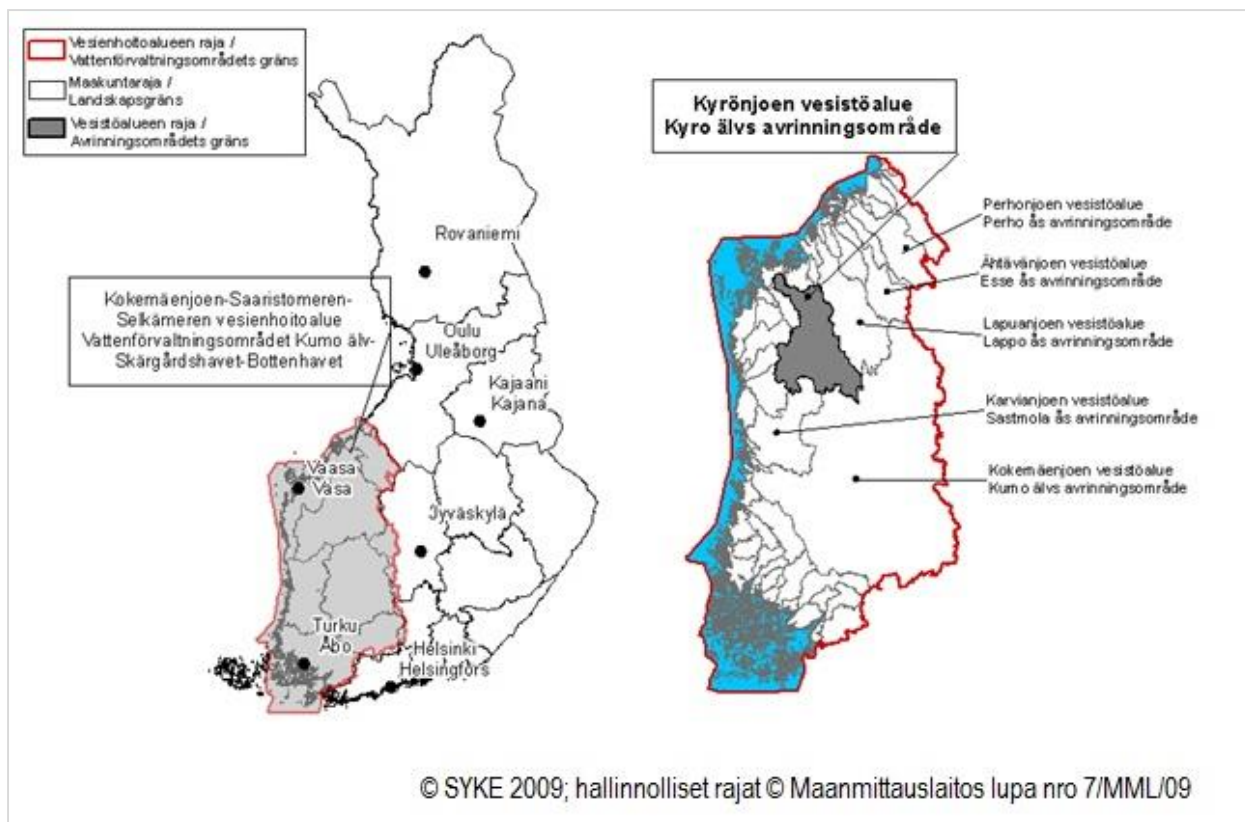 Vesienhoitoalueen raja /
Vattenförvaltningsområdets gräns
Maakuntaraja /
Landskapsgräns
Vesistöalueen raja /
Avrinningsområdets gräns
Kokemäenjoen-Saaristomeren-
Selkämeren vesienhoitoalue
Vattenförvaltningsområdet Kumo älv-
Skärgårdshavet-Bottenhavet
Rovaniemi
Oulu
Uleåborg
Kajaani
Kajana
Vaasa
Vasa
Jyväskylä
Turku
Åbo
Helsinki
Helsingfors
Kyrönjoen vesistöalue
Kyro älvs avrinningsområde
Perhonjoen vesistöalue
Perho ås avrinningsområde
Ähtävänjoen vesistöalue
Esse ås avrinningsområde
Lapuanjoen vesistöalue
Lappo ås avrinningsområde
Karvianjoen vesistöalue
Sastmola ås avrinningsområde
Kokemäenjoen vesistöalue
Kumo älvs avrinningsområde
© SYKE 2009; hallinnolliset rajat © Maanmittauslaitos lupa nro 7/MML/09